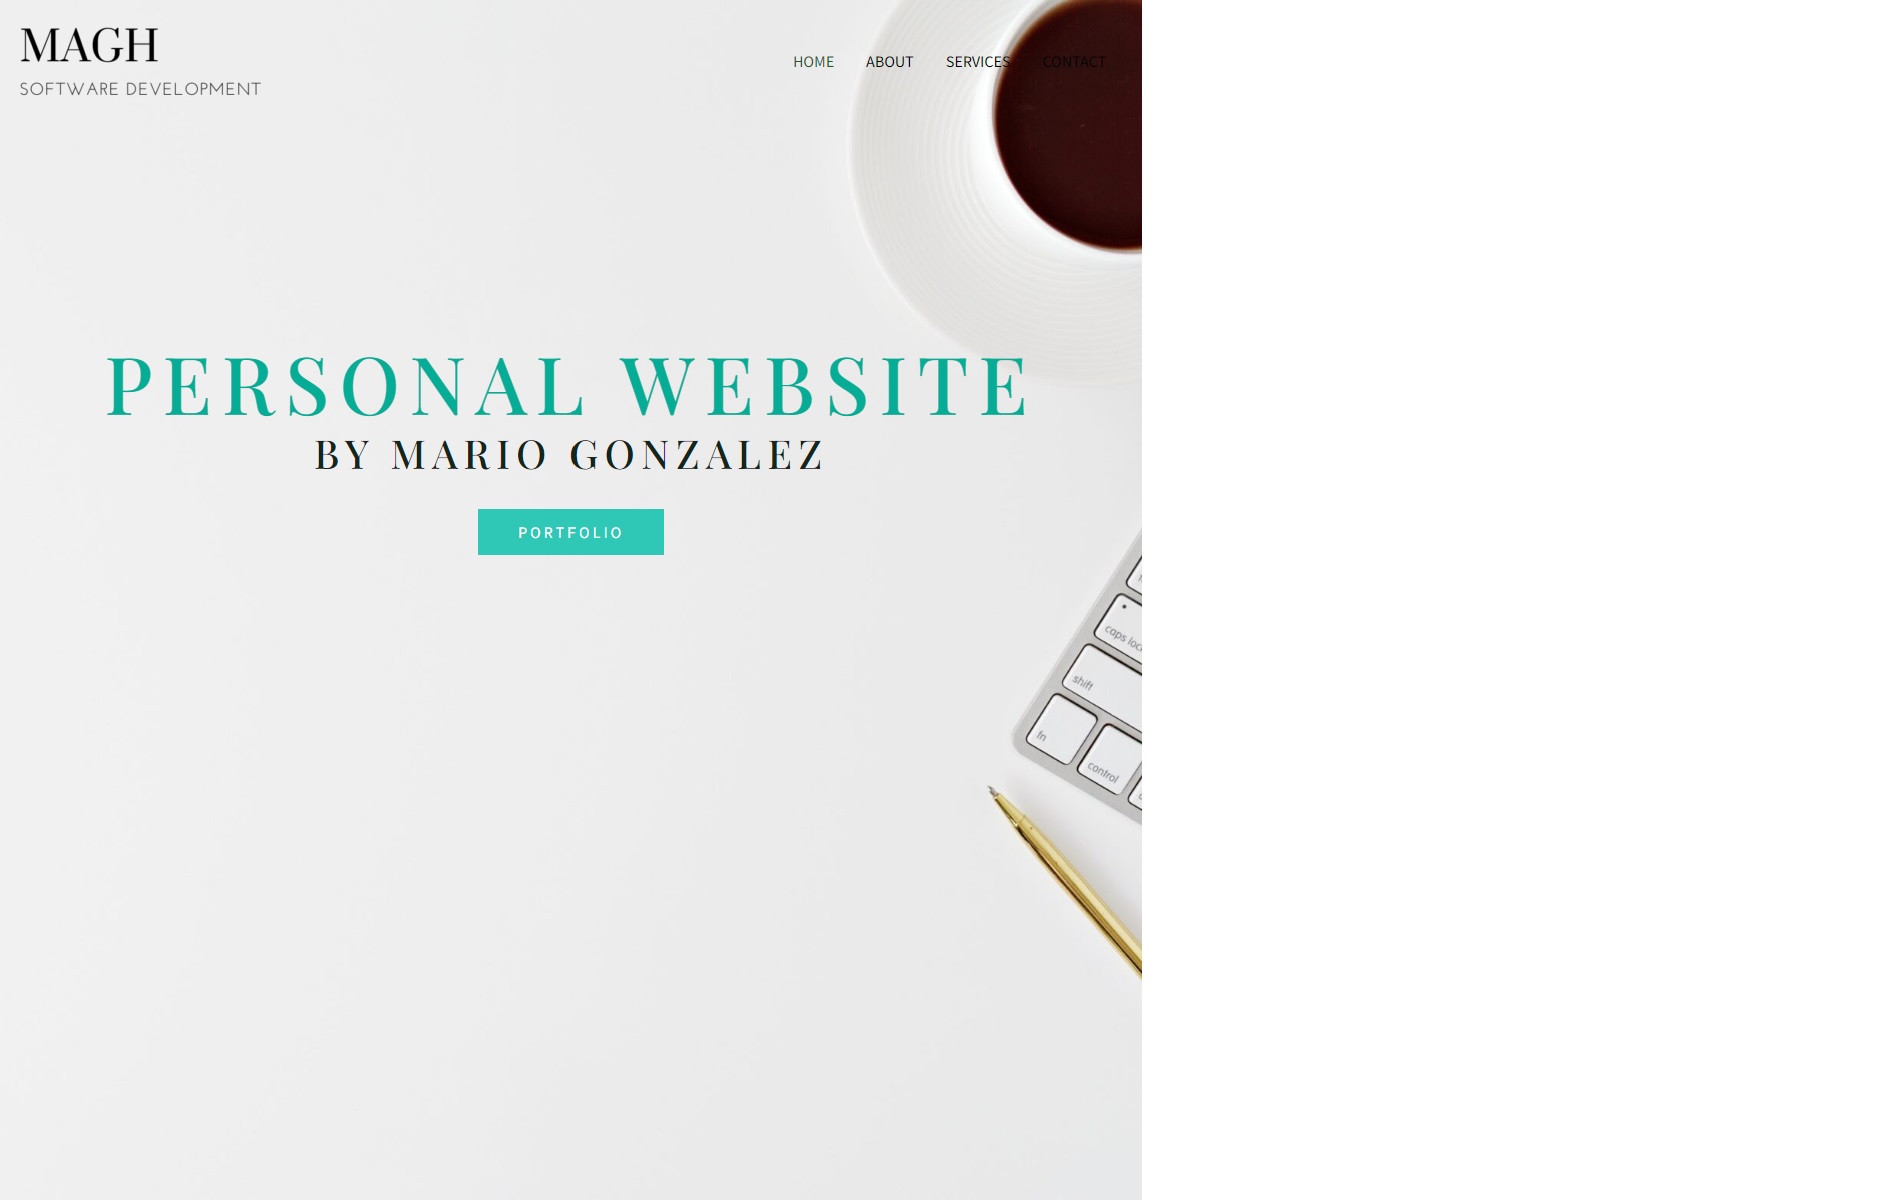 MAGH
SOFTWARE DEVELOPMENT
HOME ABOUT SERVICES CONTACT
PERSONAL WEBSITE
BY MARIO GONZALEZ
PORTFOLIO
caps loc
shift
fn
control